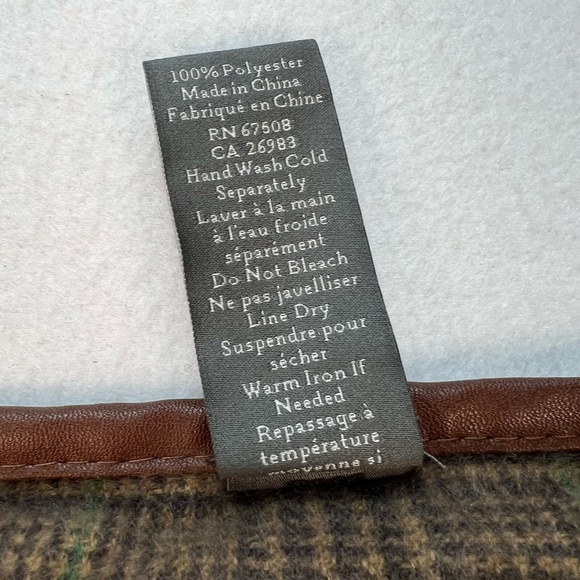 100% Polyester
Made in China
Fabriqué en Chine
RN 67508
CA 26983
Hand Wash Cold
Separately
Laver à la main
à l'eau froide
séparément
Do Not Bleach
Ne pas javelliser
Line Dry
Suspendre pour
sécher
Warm Iron If
Needed
Repassage à
température
moyenne si